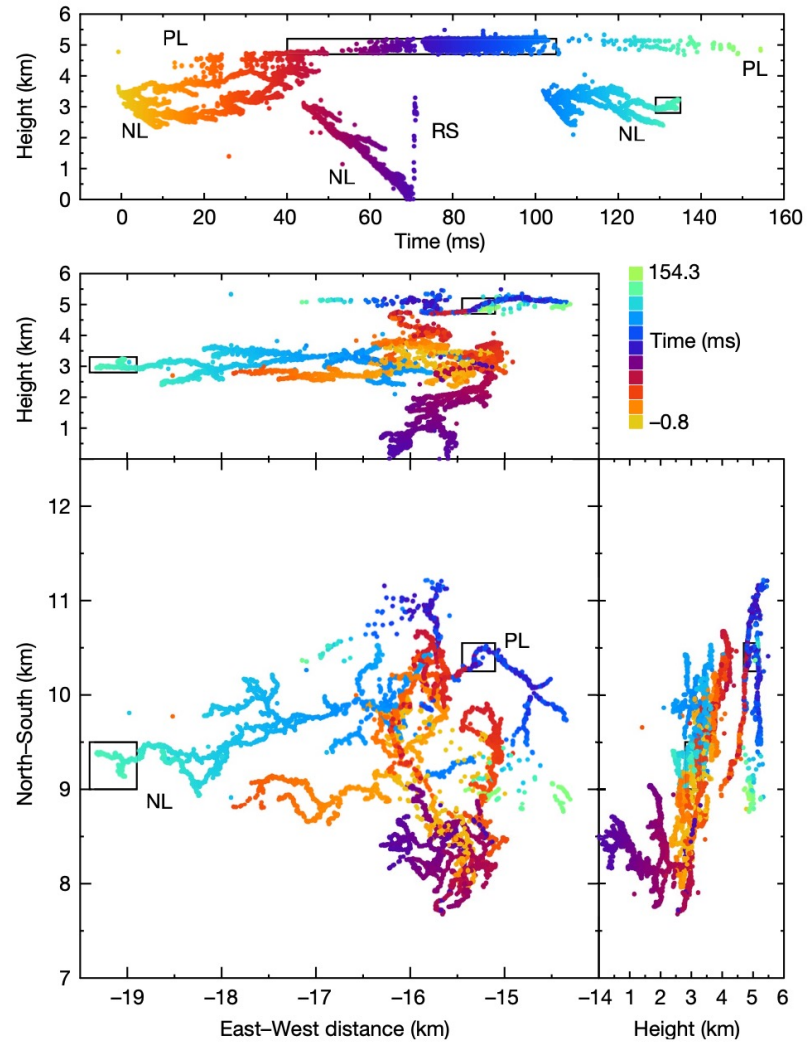 6
5
4
3
2
1
0
Height (km)
PL
NL
NL
RS
NL
PL
0 20 40 60 80 100 120 140 160
Time (ms)
6
5
4
3
2
1
Height (km)
154.3
Time (ms)
–0.8
12
11
10
9
8
7
North–South (km)
PL
NL
–19 –18 –17 –16 –15 –14
East–West distance (km)
1 2 3 4 5 6
Height (km)